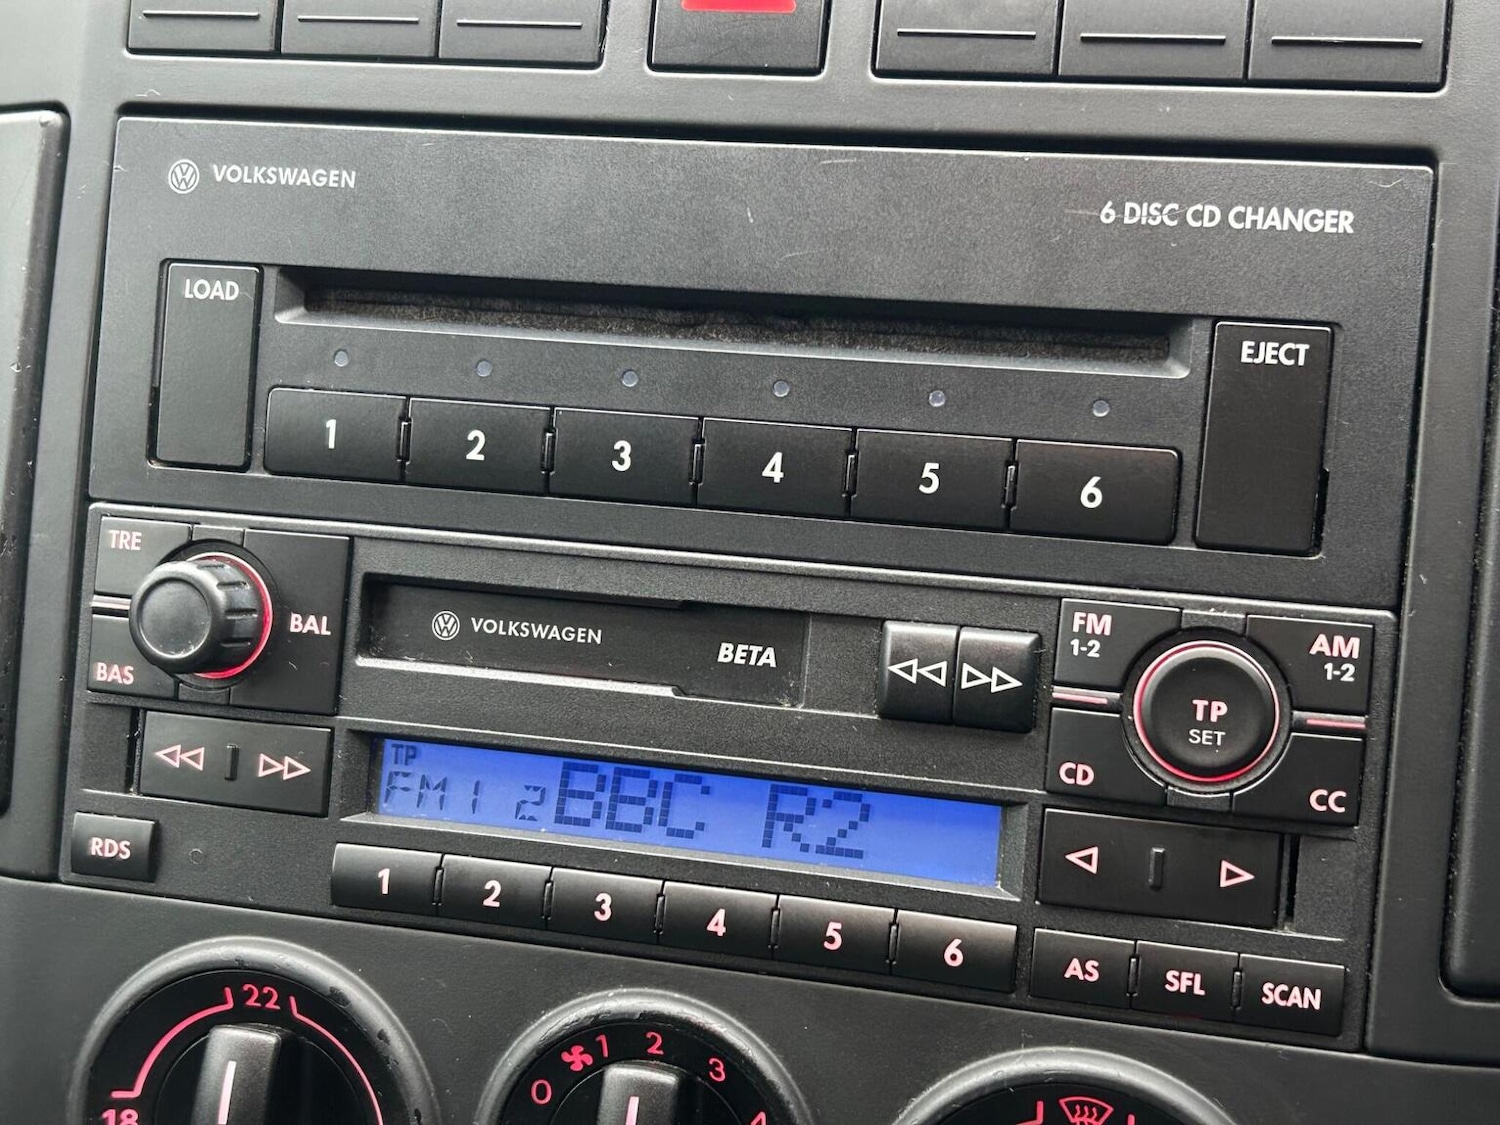 VOLKSWAGEN
6 DISC CD CHANGER
LOAD
EJECT
1 2 3 4 5 6
TRE
BAL
BAS
VOLKSWAGEN
BETA
FM
1-2
AM
1-2
TP
SET
CD
CC
TP
FM1 2 BBC R2
RDS
1 2 3 4 5 6
AS SFL SCAN
22
18
0 1 2 3 4